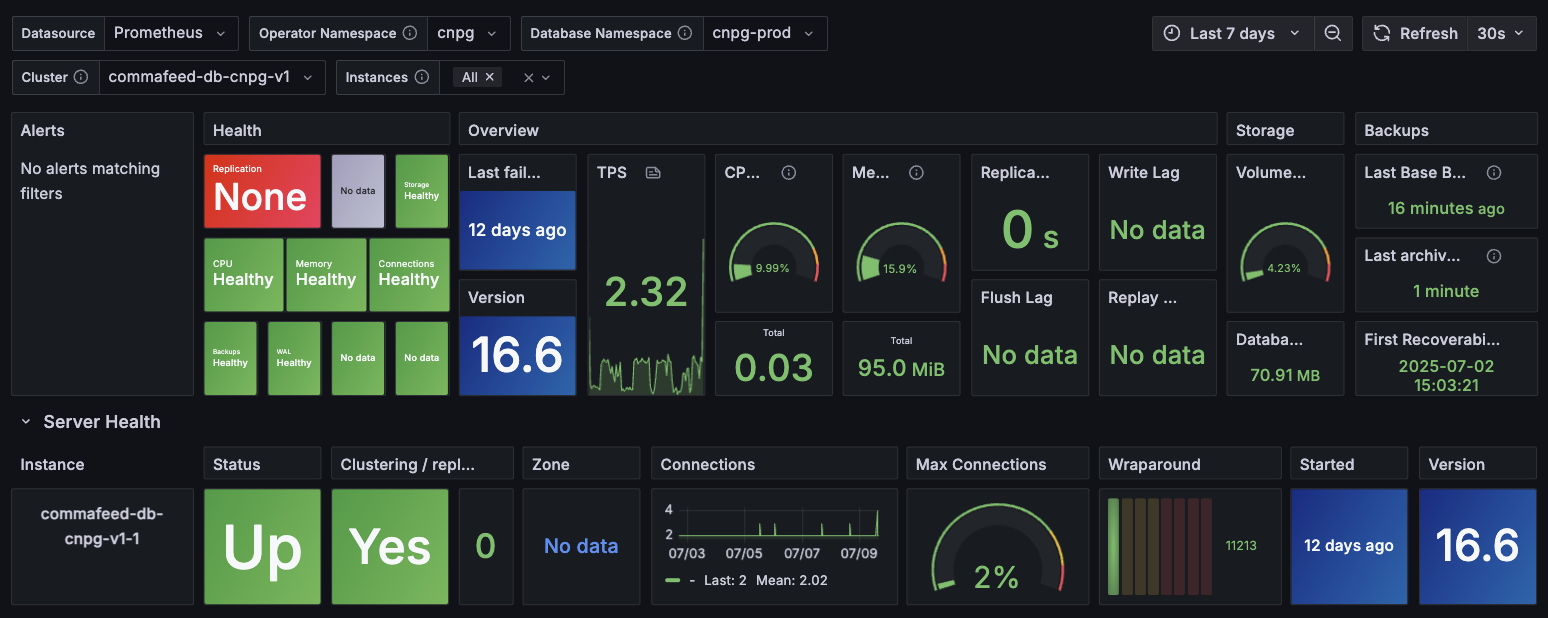 Datasource Prometheus
Operator Namespace cnpg
Database Namespace cnpg-prod
Last 7 days
Refresh 30s
Cluster commafeed-db-cnpg-v1
Instances All
Alerts
No alerts matching
filters
Health
Replication
None
No data
Storage
Healthy
CPU
Healthy
Memory
Healthy
Connections
Healthy
Backups
Healthy
WAL
Healthy
No data
No data
Overview
Last fail...
12 days ago
Version
16.6
TPS
2.32
CP...
9.99%
Total
0.03
Me...
15.9%
Total
95.0 MiB
Replica...
0 s
Write Lag
No data
Flush Lag
No data
Replay ...
No data
Storage
Volume...
4.23%
Databa...
70.91 MB
Backups
Last Base B...
16 minutes ago
Last archiv...
1 minute
First Recoverabi...
2025-07-02
15:03:21
Server Health
Instance
commafeed-db-
cnpg-v1-1
Status
Up
Clustering / repl...
Yes
0
Zone
No data
Connections
4
2
07/03 07/05 07/07 07/09
- Last: 2 Mean: 2.02
Max Connections
2%
Wraparound
11213
Started
12 days ago
Version
16.6